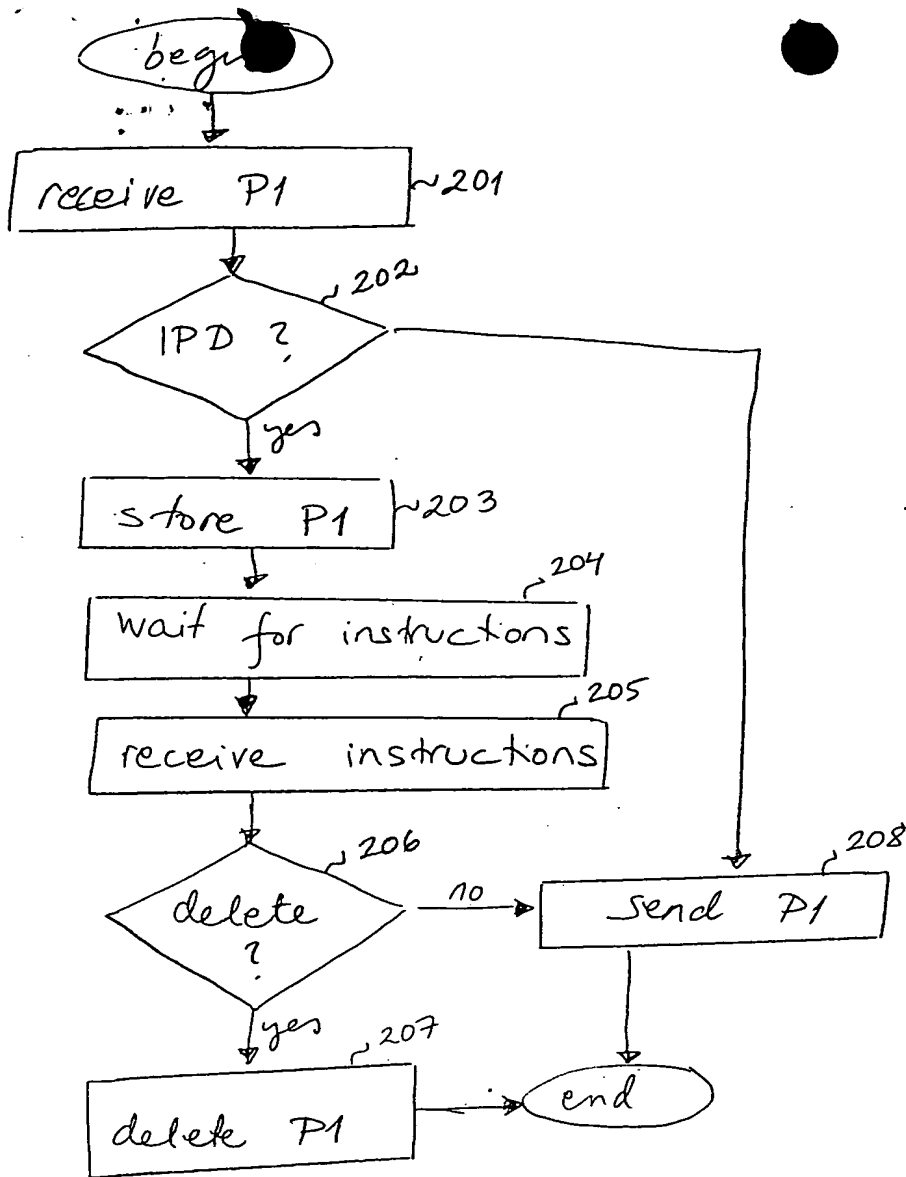 receive P1
201
202
IPD ?
yes
store P1
203
204
wait for instructions
205
receive instructions
206
delete
?
no
208
send P1
yes
207
delete P1
end